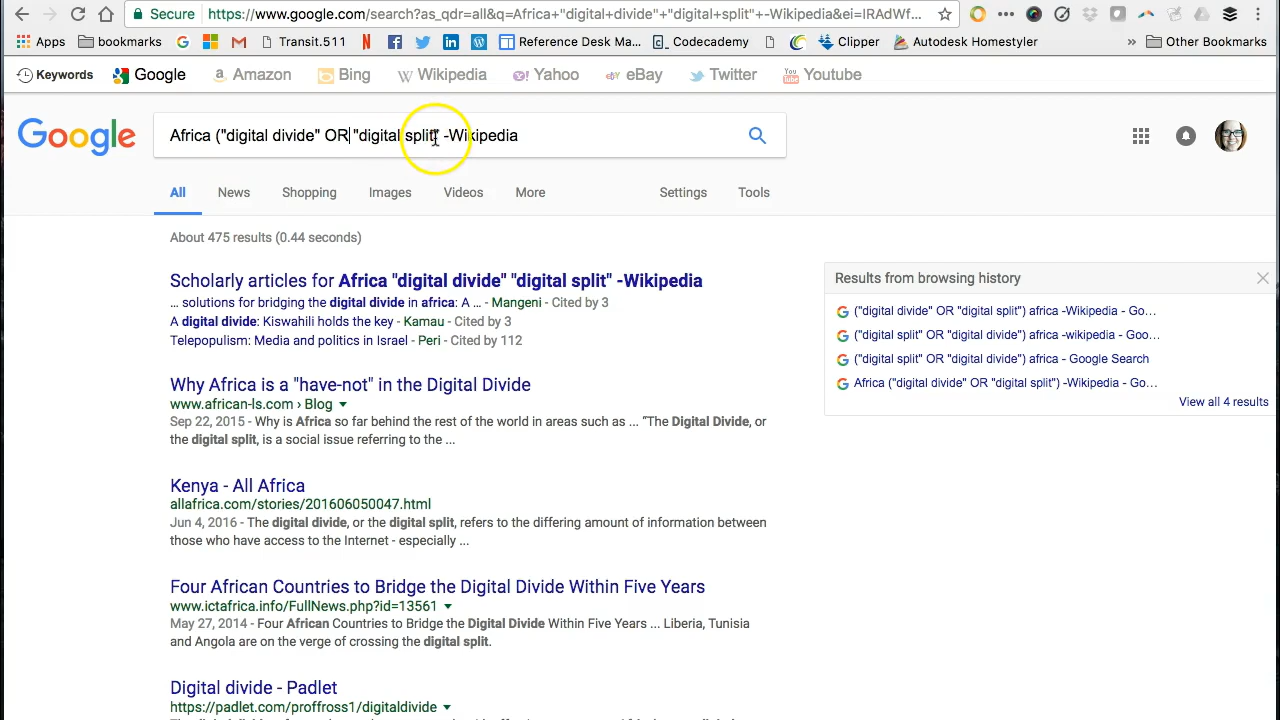 Secure https://www.google.com/search?as_qdr=all&q=Africa+"digital+divide"+"digital+split"+-Wikipedia&ei=IRAdWf...
Apps bookmarks Transit.511 Reference Desk Ma... Codecademy Clipper Autodesk Homestyler » Other Bookmarks
Keywords Google Amazon Bing Wikipedia Yahoo eBay Twitter Youtube
Google Africa ("digital divide" OR "digital split" -Wikipedia
All News Shopping Images Videos More Settings Tools
About 475 results (0.44 seconds)
Scholarly articles for Africa "digital divide" "digital split" -Wikipedia
... solutions for bridging the digital divide in africa: A ... - Mangeni - Cited by 3
A digital divide: Kiswahili holds the key - Kamau - Cited by 3
Telepopulism: Media and politics in Israel - Peri - Cited by 112
Why Africa is a "have-not" in the Digital Divide
www.african-ls.com › Blog
Sep 22, 2015 - Why is Africa so far behind the rest of the world in areas such as ... "The Digital Divide, or
the digital split, is a social issue referring to the ...
Kenya - All Africa
allafrica.com/stories/201606050047.html
Jun 4, 2016 - The digital divide, or the digital split, refers to the differing amount of information between
those who have access to the Internet - especially ...
Four African Countries to Bridge the Digital Divide Within Five Years
www.ictafrica.info/FullNews.php?id=13561
May 27, 2014 - Four African Countries to Bridge the Digital Divide Within Five Years ... Liberia, Tunisia
and Angola are on the verge of crossing the digital split.
Digital divide - Padlet
https://padlet.com/proffross1/digitaldivide
Results from browsing history
("digital divide" OR "digital split") africa -Wikipedia - Go...
("digital split" OR "digital divide") africa -wikipedia - Goo...
("digital split" OR "digital divide") africa - Google Search
Africa ("digital divide" OR "digital split") -Wikipedia - Go...
View all 4 results